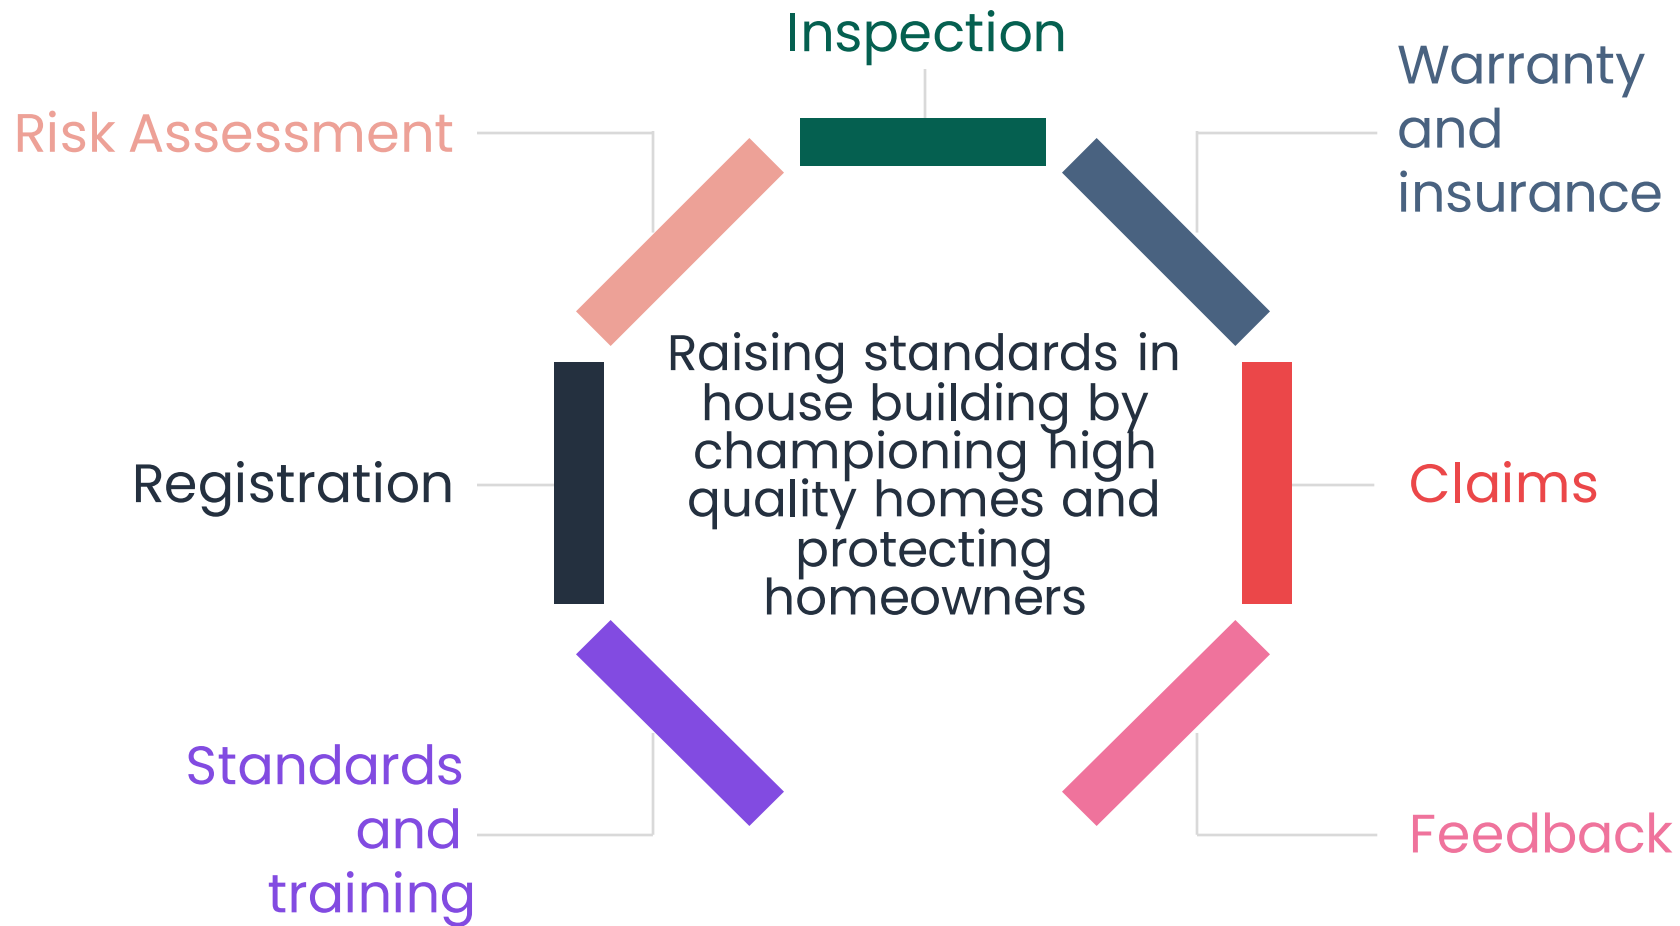 Inspection
Warranty
and
insurance
Risk Assessment
Raising standards in
house building by
championing high
quality homes and
protecting
homeowners
Registration
Claims
Standards
and
training
Feedback